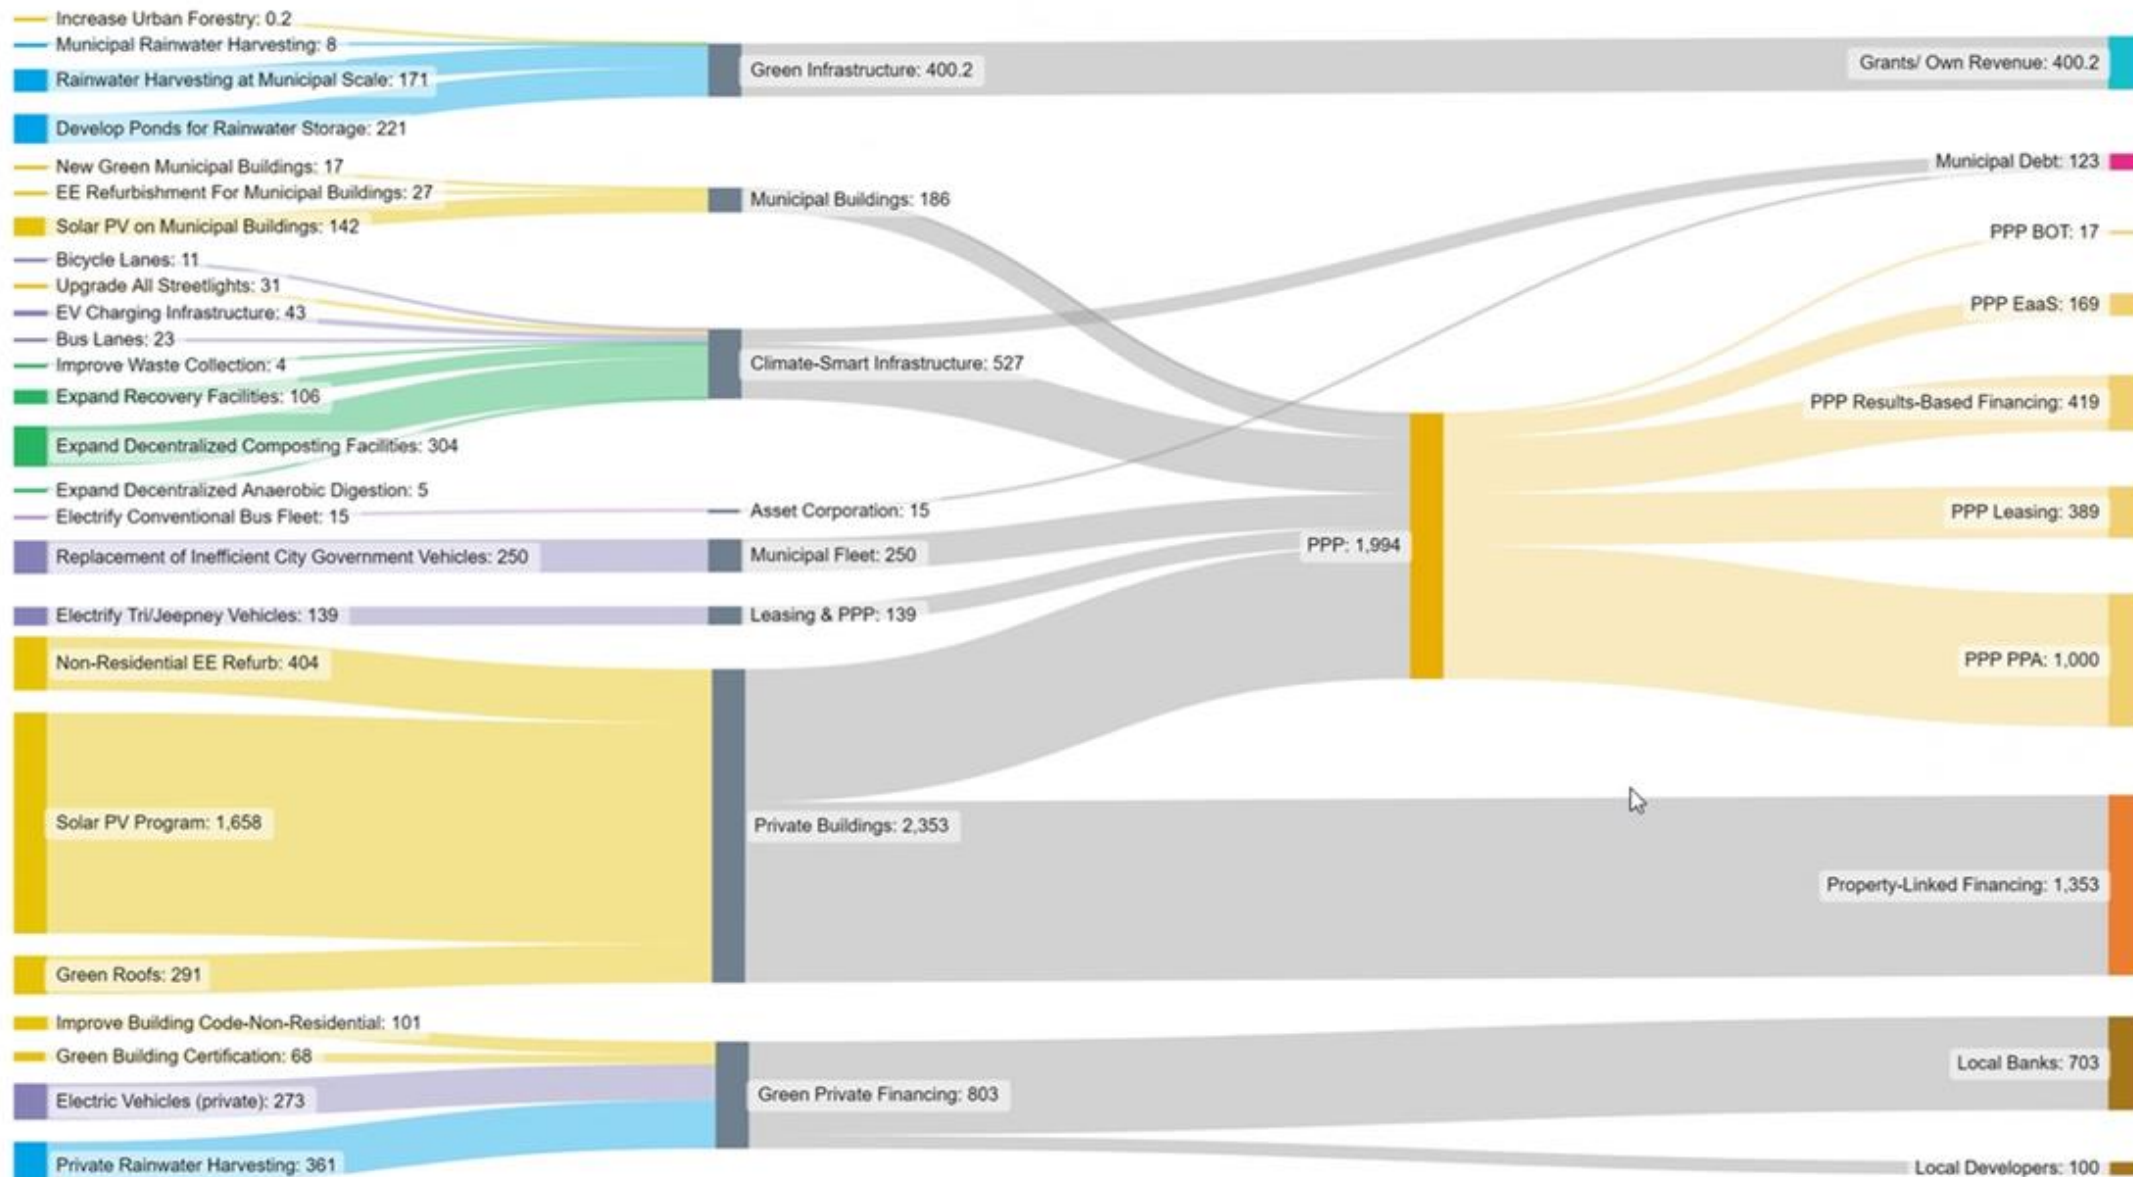 Increase Urban Forestry: 0.2
Municipal Rainwater Harvesting: 8
Rainwater Harvesting at Municipal Scale: 171
Develop Ponds for Rainwater Storage: 221
New Green Municipal Buildings: 17
EE Refurbishment For Municipal Buildings: 27
Solar PV on Municipal Buildings: 142
Bicycle Lanes: 11
Upgrade All Streetlights: 31
EV Charging Infrastructure: 43
Bus Lanes: 23
Improve Waste Collection: 4
Expand Recovery Facilities: 106
Expand Decentralized Composting Facilities: 304
Expand Decentralized Anaerobic Digestion: 5
Electrify Conventional Bus Fleet: 15
Replacement of Inefficient City Government Vehicles: 250
Electrify Tri/Jeepney Vehicles: 139
Non-Residential EE Refurb: 404
Solar PV Program: 1,658
Green Roofs: 291
Improve Building Code-Non-Residential: 101
Green Building Certification: 68
Electric Vehicles (private): 273
Private Rainwater Harvesting: 361
Green Infrastructure: 400.2
Municipal Buildings: 186
Climate-Smart Infrastructure: 527
Asset Corporation: 15
Municipal Fleet: 250
Leasing & PPP: 139
Private Buildings: 2,353
Green Private Financing: 803
PPP: 1,994
Grants/ Own Revenue: 400.2
Municipal Debt: 123
PPP BOT: 17
PPP EaaS: 169
PPP Results-Based Financing: 419
PPP Leasing: 389
PPP PPA: 1,000
Property-Linked Financing: 1,353
Local Banks: 703
Local Developers: 100